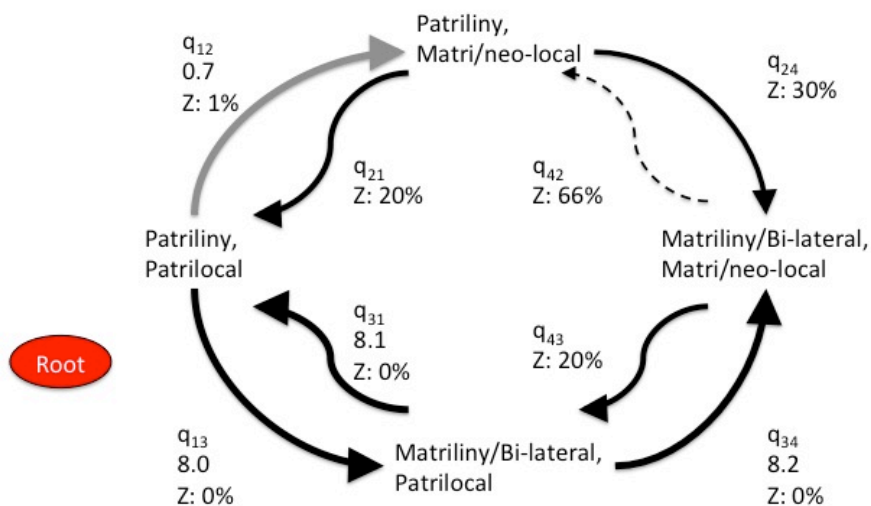 Patriliny,
Matri/neo-local
q12
0.7
Z: 1%
q24
Z: 30%
q21
Z: 20%
q42
Z: 66%
Patriliny,
Patrilocal
Matriliny/Bi-lateral,
Matri/neo-local
q31
8.1
Z: 0%
q43
Z: 20%
Root
q13
8.0
Z: 0%
Matriliny/Bi-lateral,
Patrilocal
q34
8.2
Z: 0%